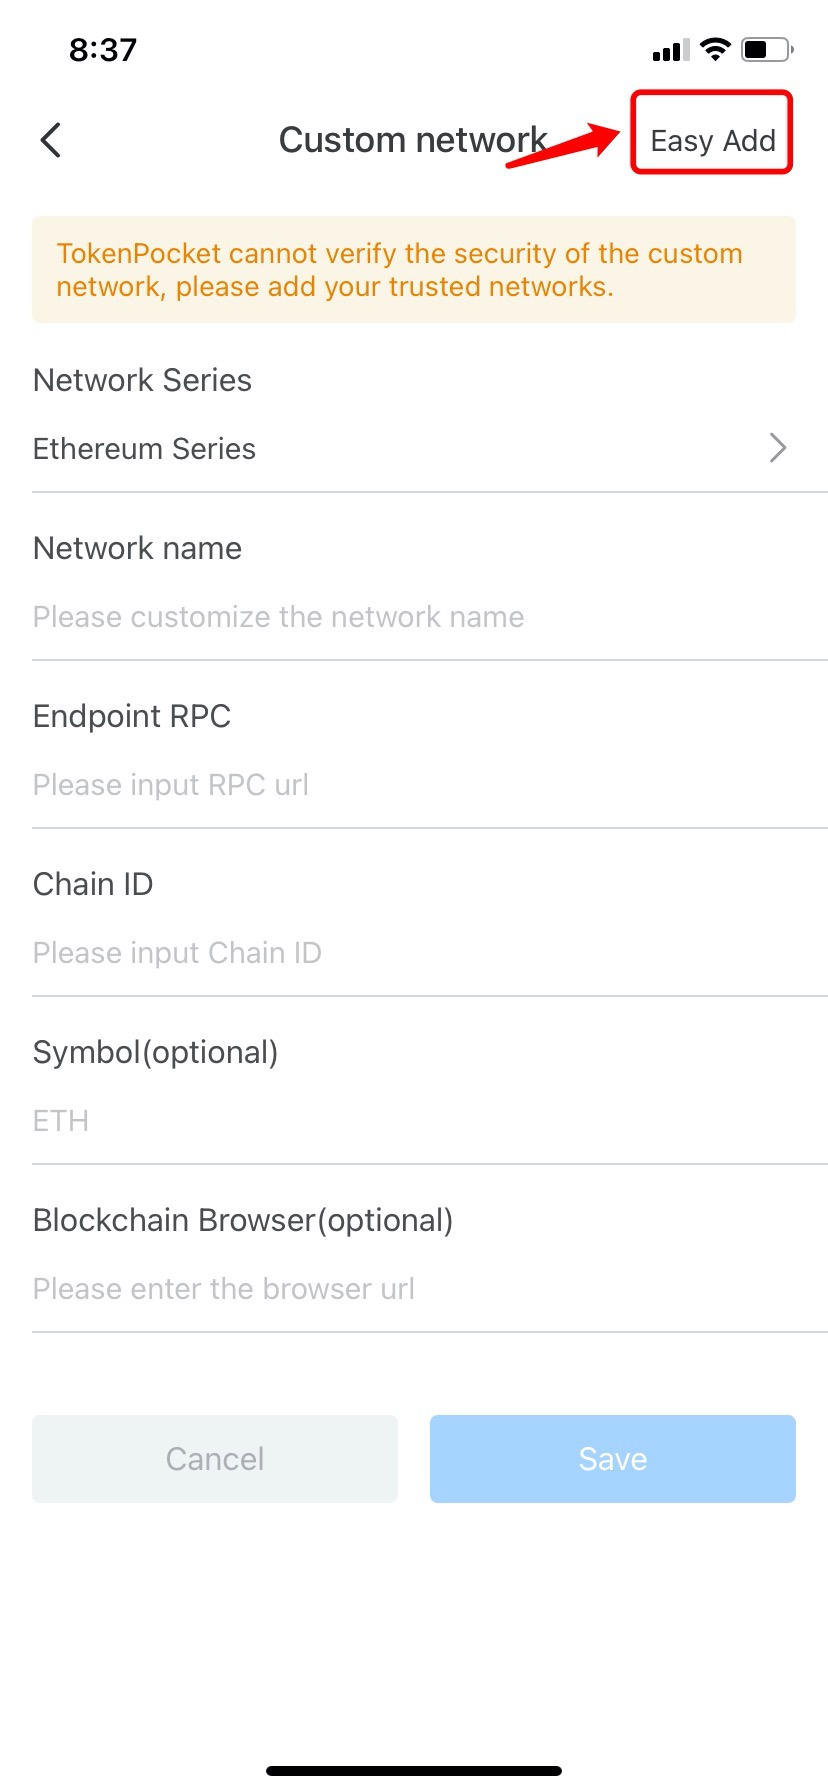 8:37
Custom network
Easy Add
TokenPocket cannot verify the security of the custom
network, please add your trusted networks.
Network Series
Ethereum Series
Network name
Please customize the network name
Endpoint RPC
Please input RPC url
Chain ID
Please input Chain ID
Symbol(optional)
ETH
Blockchain Browser(optional)
Please enter the browser url
Cancel
Save